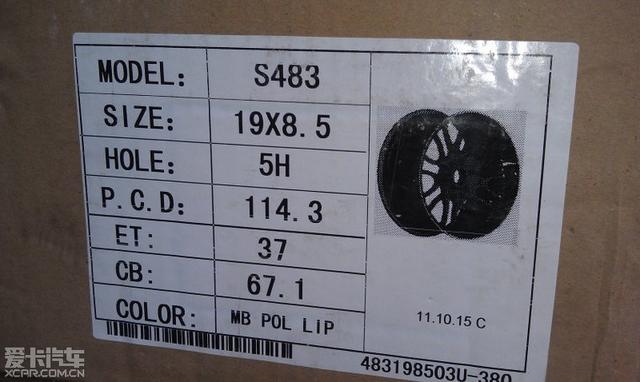 MODEL: S483
SIZE: 19X8.5
HOLE: 5H
P.C.D: 114.3
ET: 37
CB: 67.1
COLOR: MB POL LIP
11.10.15 C
483198503U-380
爱卡汽车
XCAR.COM.CN